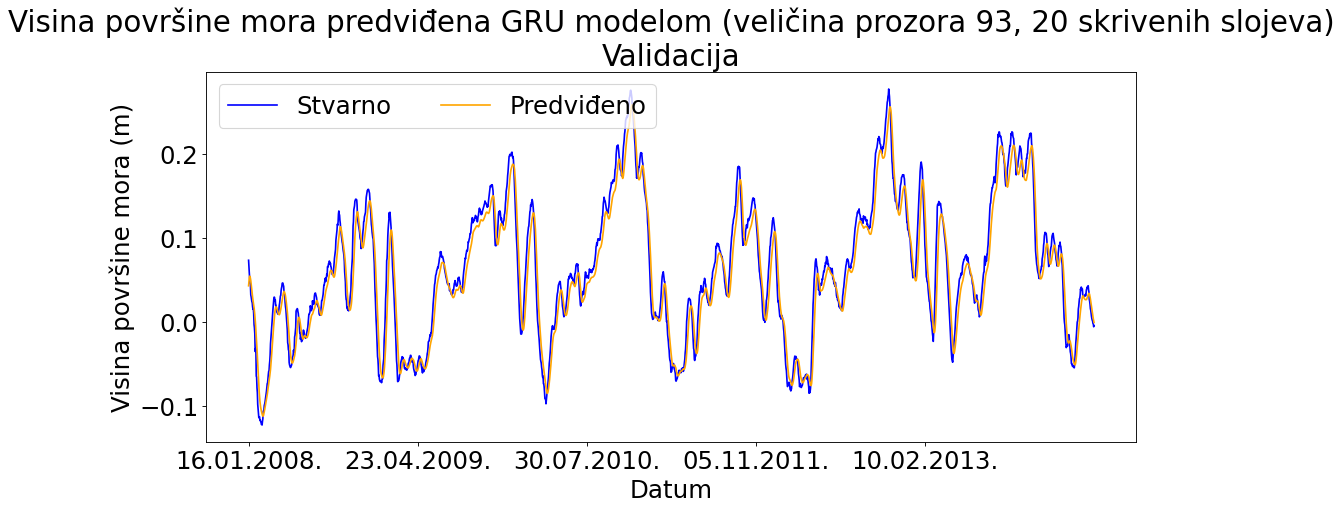 Visina površine mora predviđena GRU modelom (veličina prozora 93, 20 skrivenih slojeva)
Validacija
Stvarno
Predviđeno
Visina površine mora (m)
0.2
0.1
0.0
−0.1
16.01.2008.
23.04.2009.
30.07.2010.
05.11.2011.
10.02.2013.
Datum